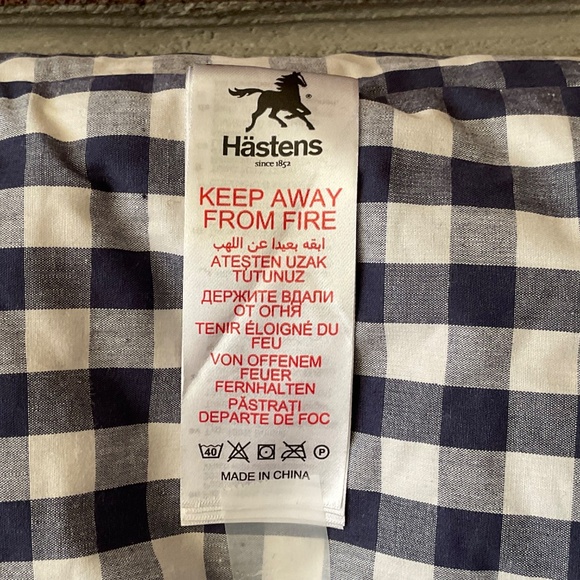 Hästens
since 1852
KEEP AWAY
FROM FIRE
ابقه بعيدا عن اللهب
ATEŞTEN UZAK
TUTUNUZ
ДЕРЖИТЕ ВДАЛИ
ОТ ОГНЯ
TENIR ÉLOIGNÉ DU
FEU
VON OFFENEM
FEUER
FERNHALTEN
PĂSTRAȚI
DEPARTE DE FOC
40 P
MADE IN CHINA